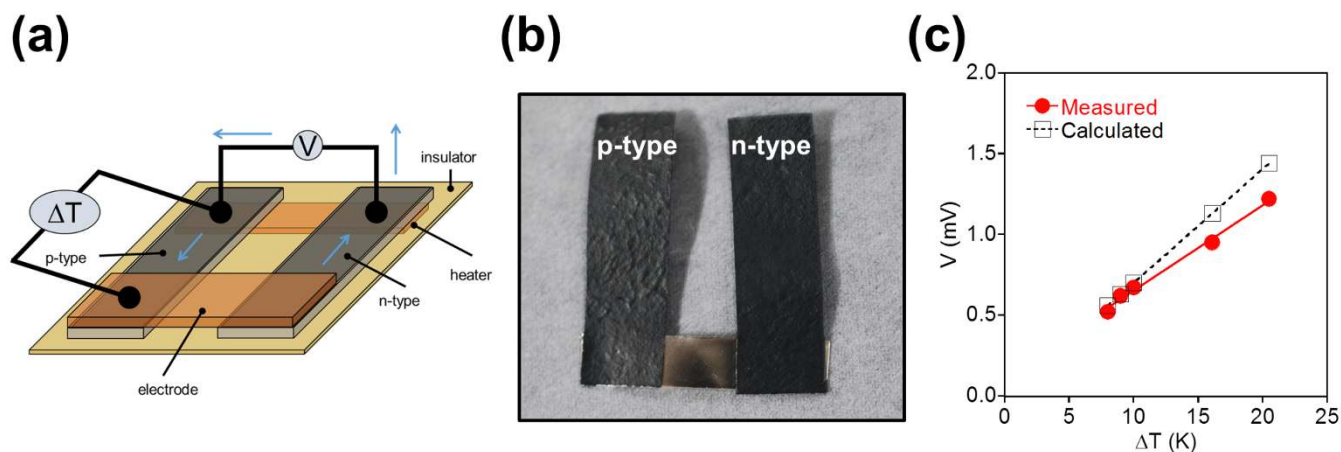 (a)
V
insulator
ΔT
p-type
heater
n-type
electrode
(b)
p-type n-type
(c)
2.0
1.5
1.0
0.5
0.0
V (mV)
Measured
Calculated
0 5 10 15 20 25
ΔT (K)